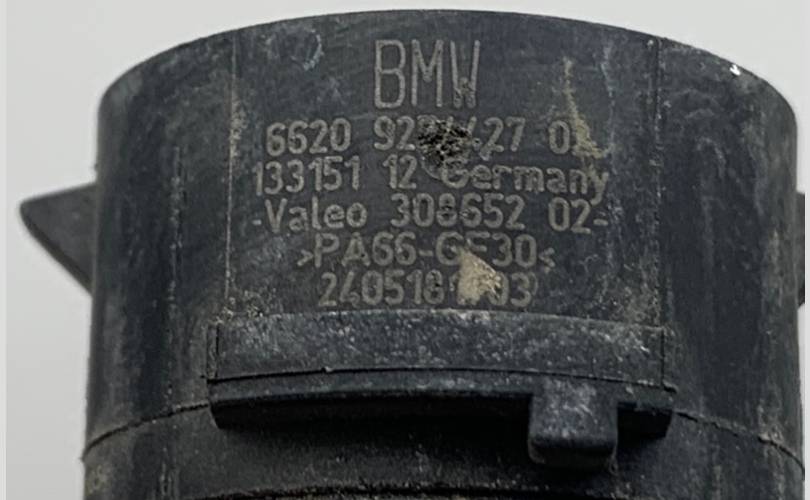 BMW
6620
133151 12 Germany
-Valeo 308652 02-
>PA66-GF30<